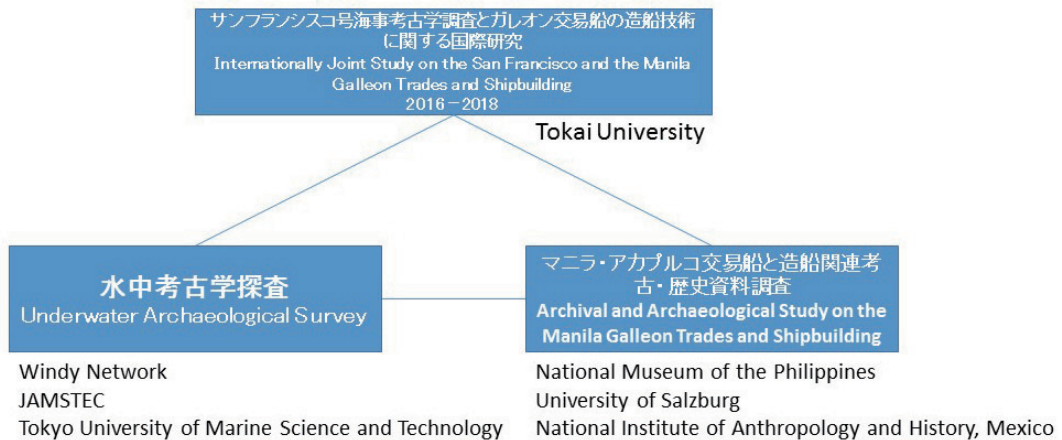 サンフランシスコ号海事考古学調査とガレオン交易船の造船技術
に関する国際研究
Internationally Joint Study on the San Francisco and the Manila
Galleon Trades and Shipbuilding
2016－2018
Tokai University
水中考古学探査
Underwater Archaeological Survey
Windy Network
JAMSTEC
Tokyo University of Marine Science and Technology
マニラ・アカプルコ交易船と造船関連考
古・歴史資料調査
Archival and Archaeological Study on the
Manila Galleon Trades and Shipbuilding
National Museum of the Philippines
University of Salzburg
National Institute of Anthropology and History, Mexico